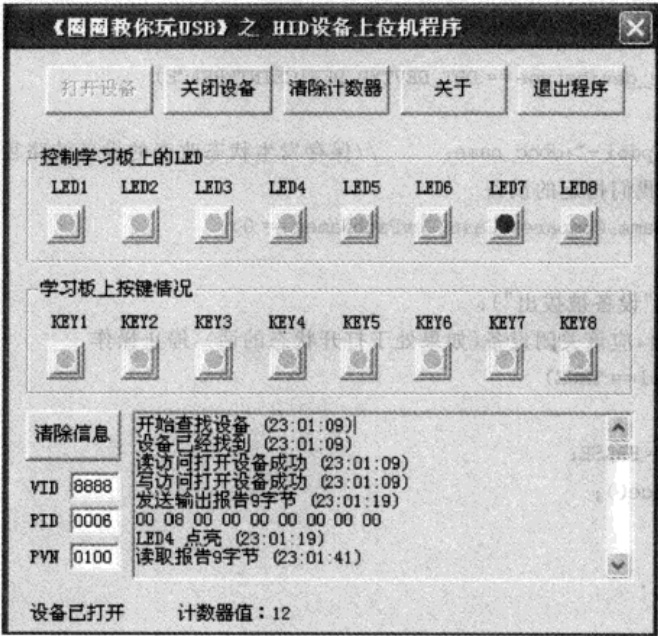 《圈圈教你玩USB》之 HID设备上位机程序
打开设备 关闭设备 清除计数器 关于 退出程序
控制学习板上的LED
LED1 LED2 LED3 LED4 LED5 LED6 LED7 LED8
学习板上按键情况
KEY1 KEY2 KEY3 KEY4 KEY5 KEY6 KEY7 KEY8
清除信息
开始查找设备 (23:01:09)
设备已经找到 (23:01:09)
读访问打开设备成功 (23:01:09)
写访问打开设备成功 (23:01:09)
发送输出报告9字节 (23:01:19)
00 08 00 00 00 00 00 00 00
LED4 点亮 (23:01:19)
读取报告9字节 (23:01:41)
VID 8888
PID 0006
PVN 0100
设备已打开 计数器值：12